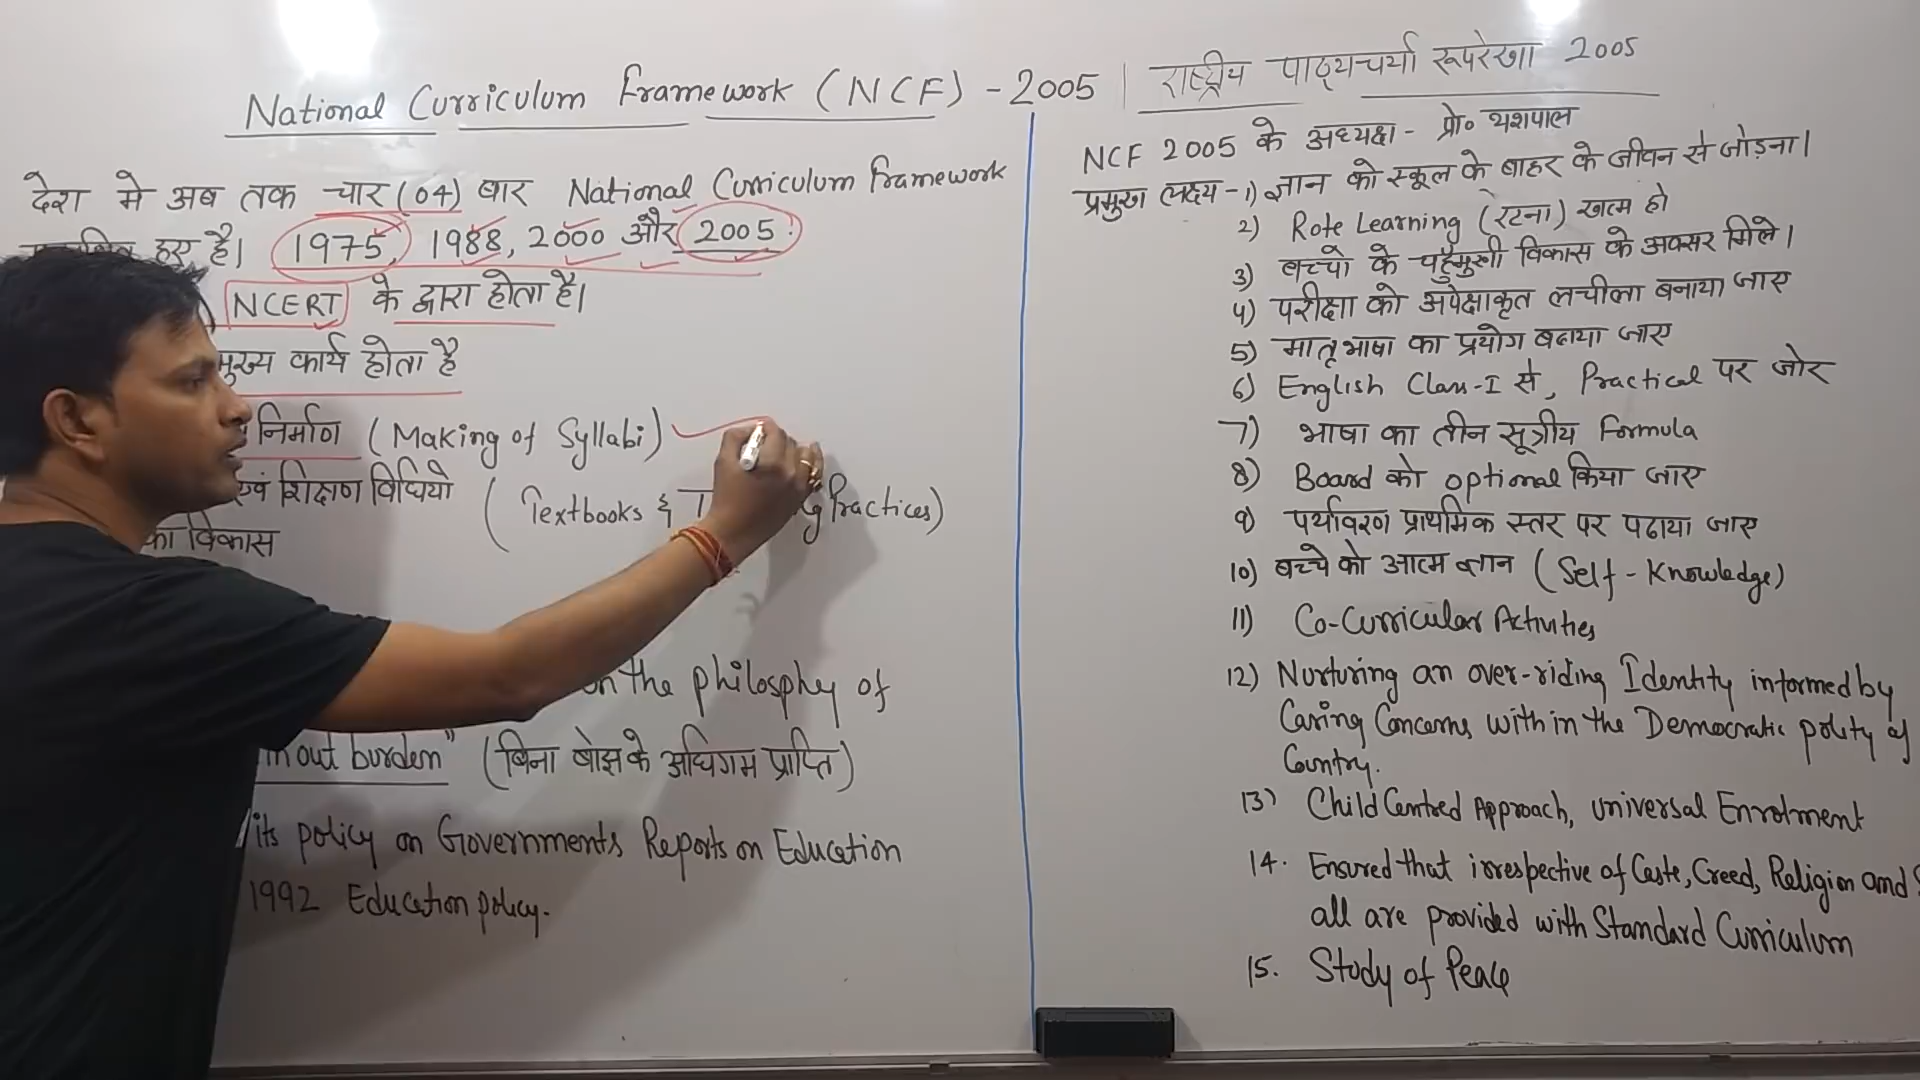 National Curriculum Framework (NCF) - 2005 | राष्ट्रीय पाठ्यचर्या रूपरेखा 2005
देश मे अब तक चार (04) बार National Curriculum Framework
हुए है। 1975, 1988, 2000 और 2005.
NCERT के द्वारा होता है।
मुख्य कार्य होता है
निर्माण (Making of Syllabi)
एवं शिक्षण विधियो (Textbooks & Practices)
का विकास
on the philosphy of
burden" (बिना बोझ के अधिगम प्राप्ति)
its policy on Governments Reports on Education
1992 Education policy.
NCF 2005 के अध्यक्ष - प्रो० यशपाल
प्रमुख लक्ष्य - 1) ज्ञान को स्कूल के बाहर के जीवन से जोड़ना।
2) Rote Learning (रटना) खत्म हो
3) बच्चो के चहुँमुखी विकास के अवसर मिले।
4) परीक्षा को अपेक्षाकृत लचीला बनाया जाए
5) मातृभाषा का प्रयोग बढाया जाए
6) English Class-I से, Practical पर जोर
7) भाषा का तीन सूत्रीय Formula
8) Board को optional किया जाए
9) पर्यावरण प्राथमिक स्तर पर पढाया जाए
10) बच्चे को आत्म ज्ञान (Self-Knowledge)
11) Co-Curricular Activities
12) Nurturing an over-riding Identity informed by
Caring Concerns with in the Democratic polity of
Country.
13) Child Centred Approach, Universal Enrolment
14. Ensured that irrespective of Caste, Creed, Religion and
all are provided with Standard Curriculum
15. Study of Peace